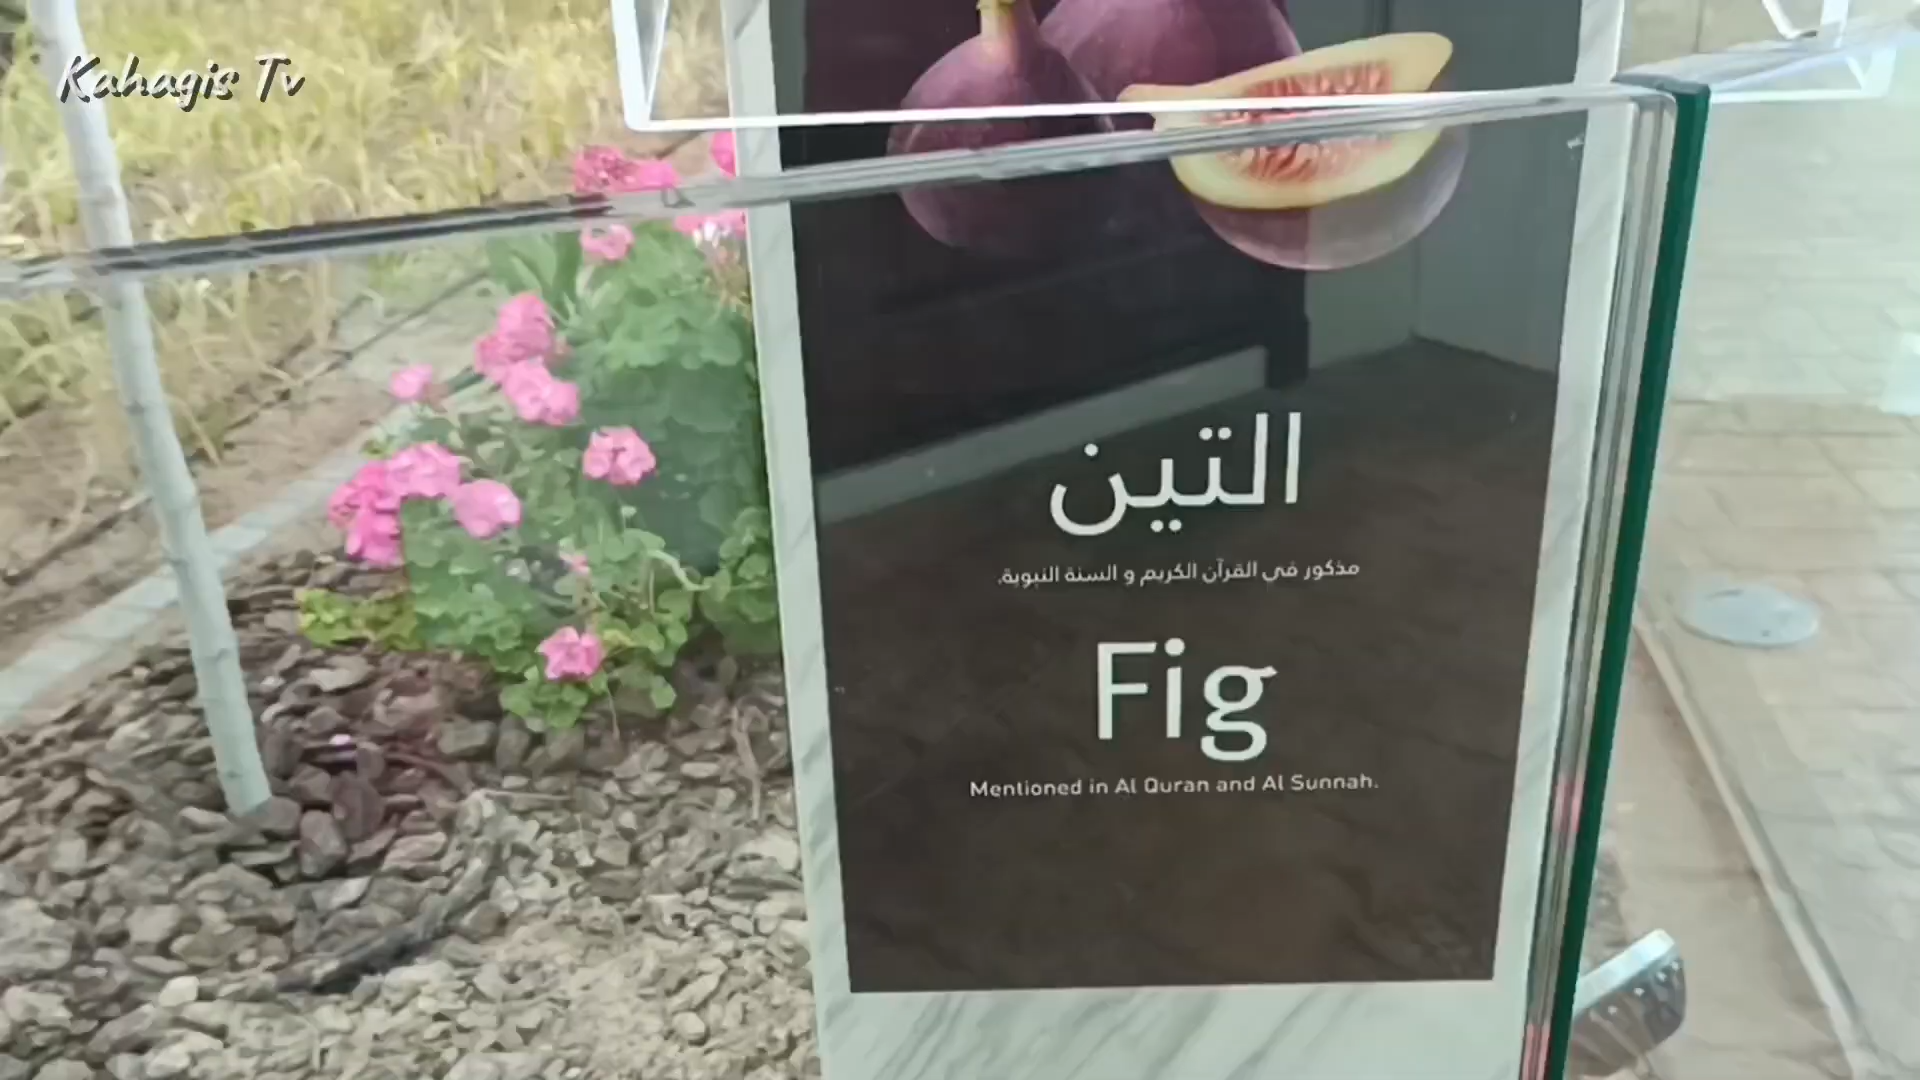 Kahagis Tv
التين
مذكور في القرآن الكريم و السنة النبوية.
Fig
Mentioned in Al Quran and Al Sunnah.